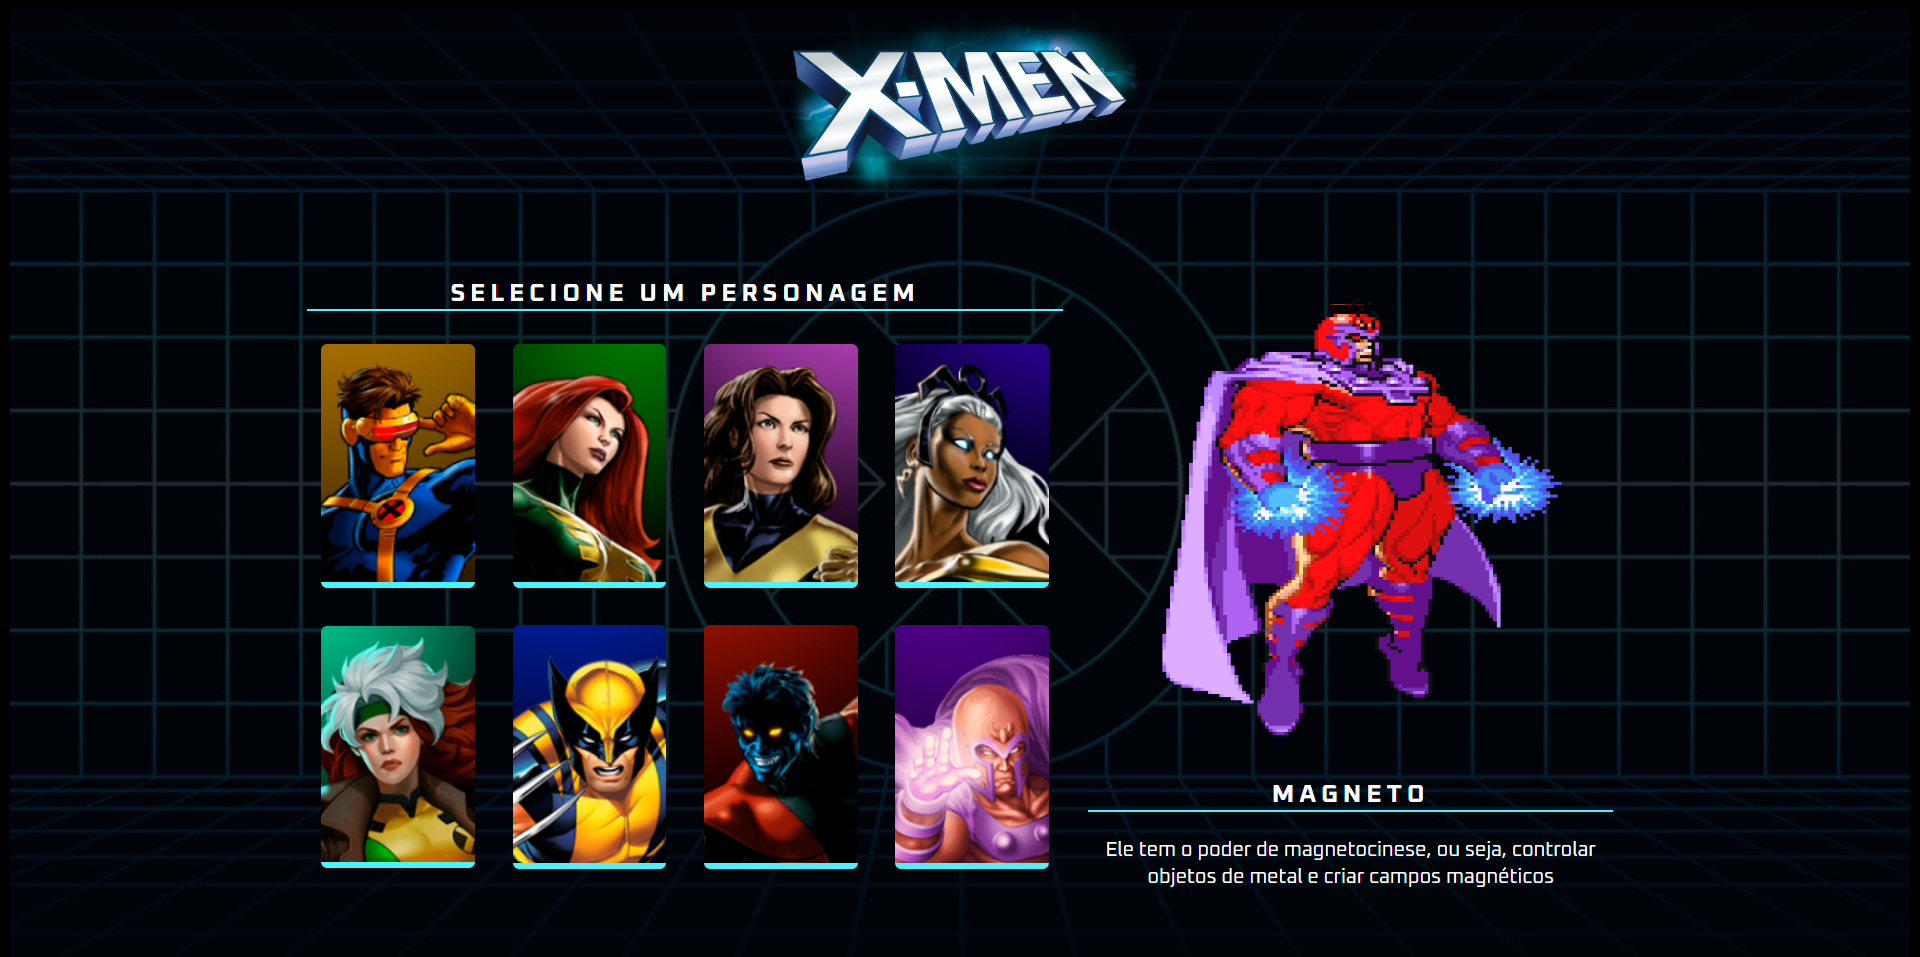 X-MEN
SELECIONE UM PERSONAGEM
MAGNETO
Ele tem o poder de magnetocinese, ou seja, controlar
objetos de metal e criar campos magnéticos